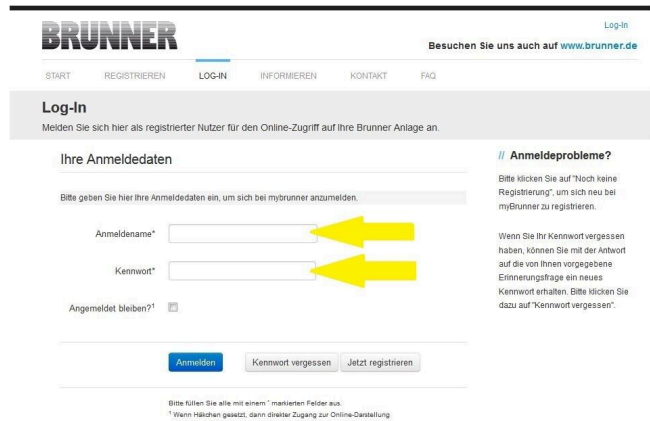 BRUNNER
Log-In
Besuchen Sie uns auch auf www.brunner.de
START REGISTRIEREN LOG-IN INFORMIEREN KONTAKT FAQ
Log-In
Melden Sie sich hier als registrierter Nutzer für den Online-Zugriff auf Ihre Brunner Anlage an.
Ihre Anmeldedaten
Bitte geben Sie hier Ihre Anmeldedaten ein, um sich bei mybrunner anzumelden.
Anmeldename*
Kennwort*
Angemeldet bleiben?¹
Anmelden Kennwort vergessen Jetzt registrieren
Bitte füllen Sie alle mit einem * markierten Felder aus.
¹ Wenn Häkchen gesetzt, dann direkter Zugang zur Online-Darstellung
// Anmeldeprobleme?
Bitte klicken Sie auf "Noch keine
Registrierung", um sich neu bei
myBrunner zu registrieren.
Wenn Sie Ihr Kennwort vergessen
haben, können Sie mit der Antwort
auf die von Ihnen vorgegebene
Erinnerungsfrage ein neues
Kennwort erhalten. Bitte klicken Sie
dazu auf "Kennwort vergessen".